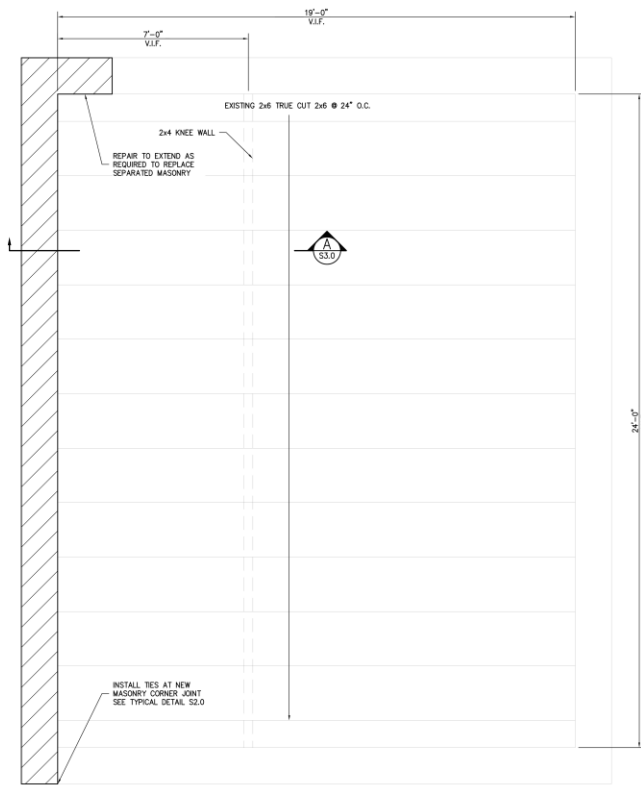 19'-0"
V.I.F.
7'-0"
V.I.F.
EXISTING 2x6 TRUE CUT 2x6 @ 24" O.C.
2x4 KNEE WALL
REPAIR TO EXTEND AS
REQUIRED TO REPLACE
SEPARATED MASONRY
A
S3.0
24'-0"
INSTALL TIES AT NEW
MASONRY CORNER JOINT
SEE TYPICAL DETAIL S2.0